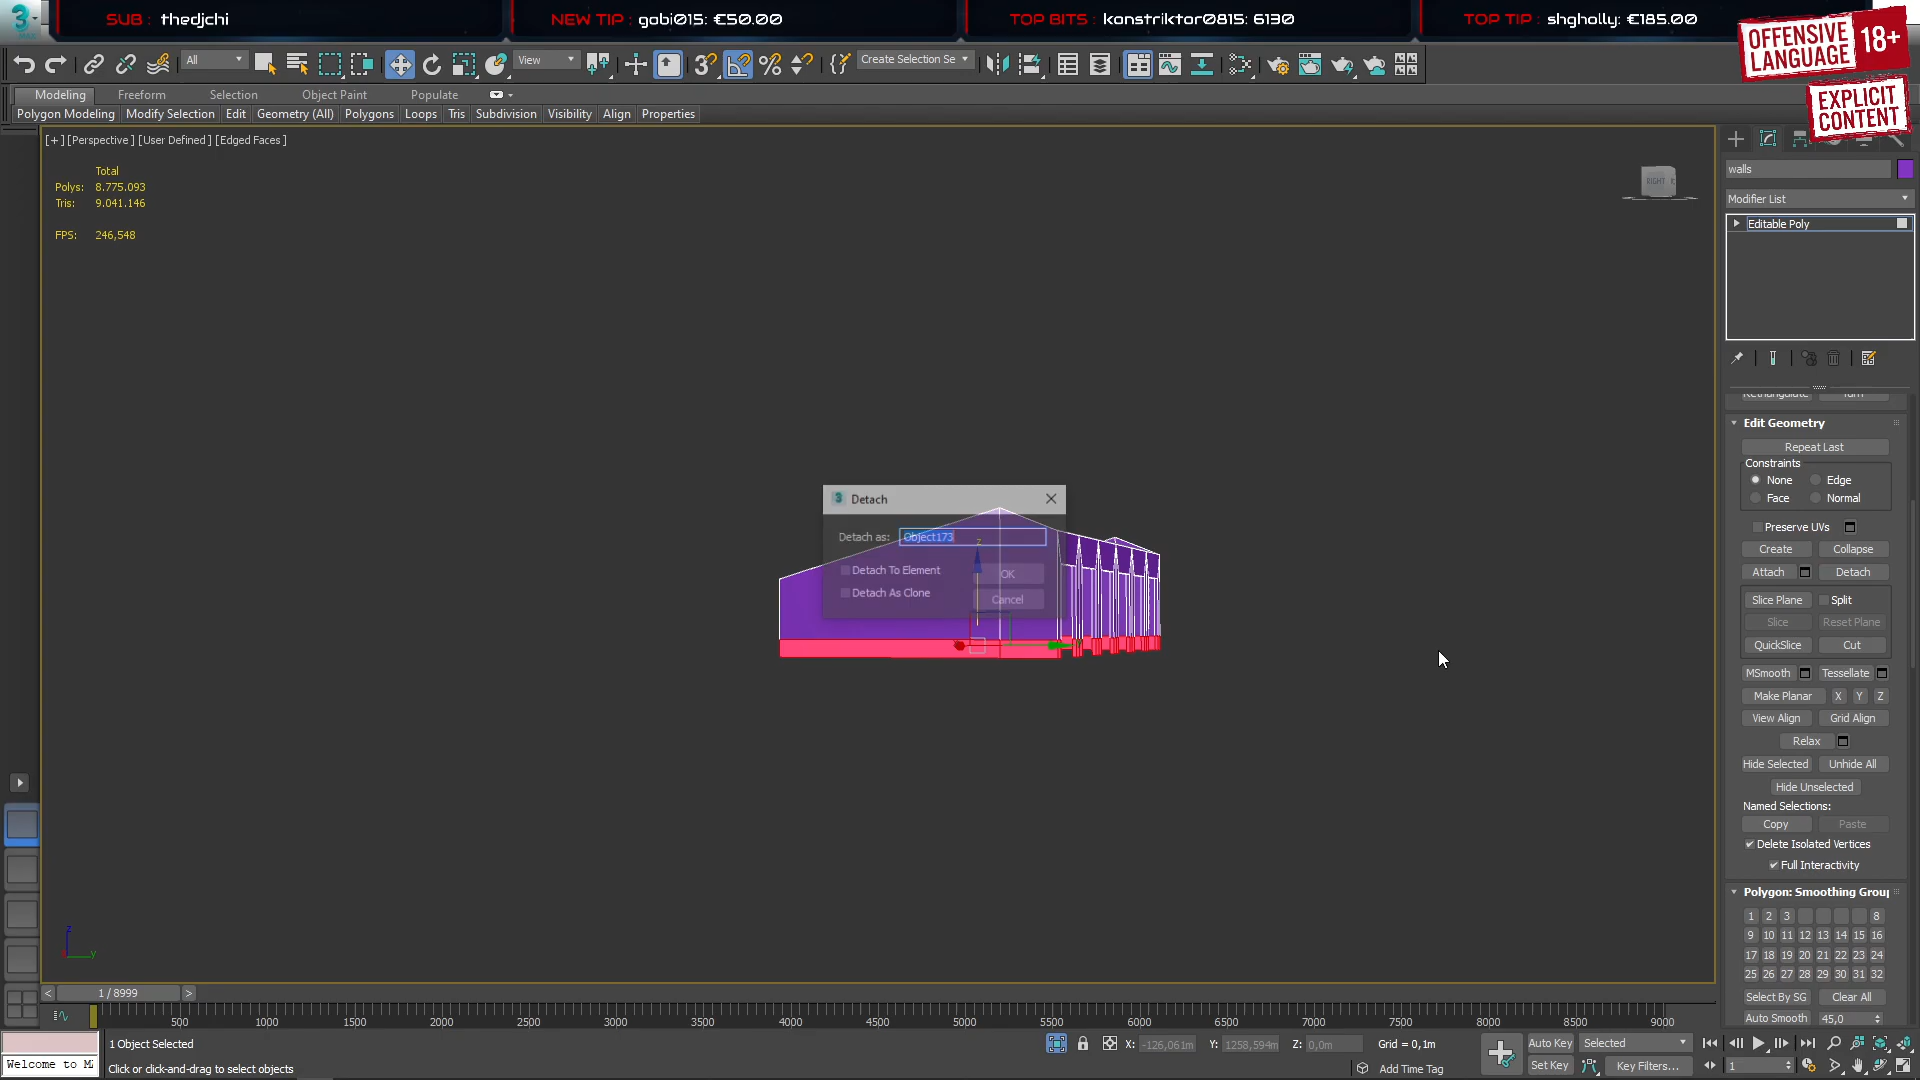 SUB : thedjchi
NEW TIP : gabi015: €50.00
TOP BITS : konstriktor0815: 6130
TOP TIP : shgholly: €185.00
OFFENSIVE LANGUAGE 18+
EXPLICIT CONTENT
All
View
Create Selection Se
Modeling
Freeform
Selection
Object Paint
Populate
Polygon Modeling
Modify Selection
Edit
Geometry (All)
Polygons
Loops
Tris
Subdivision
Visibility
Align
Properties
[+] [Perspective ] [User Defined ] [Edged Faces ]
Total
Polys: 8.775.093
Tris: 9.041.146
FPS: 246,548
RIGHT
walls
Modifier List
Editable Poly
Detach
Detach as: Object173
Detach To Element
Detach As Clone
OK
Cancel
Edit Geometry
Repeat Last
Constraints
None
Edge
Face
Normal
Preserve UVs
Create
Collapse
Attach
Detach
Slice Plane
Split
Slice
Reset Plane
QuickSlice
Cut
MSmooth
Tessellate
Make Planar
X
Y
Z
View Align
Grid Align
Relax
Hide Selected
Unhide All
Hide Unselected
Named Selections:
Copy
Paste
Delete Isolated Vertices
Full Interactivity
Polygon: Smoothing Group
1 2 3 8
9 10 11 12 13 14 15 16
17 18 19 20 21 22 23 24
25 26 27 28 29 30 31 32
Select By SG
Clear All
Auto Smooth
45,0
z
y
< 1 / 8999 >
500 1000 1500 2000 2500 3000 3500 4000 4500 5000 5500 6000 6500 7000 7500 8000 8500 9000
1 Object Selected
X: -126,061m
Y: 1258,594m
Z: 0,0m
Grid = 0,1m
Auto Key
Selected
Welcome to M
Click or click-and-drag to select objects
Add Time Tag
Set Key
Key Filters...
1